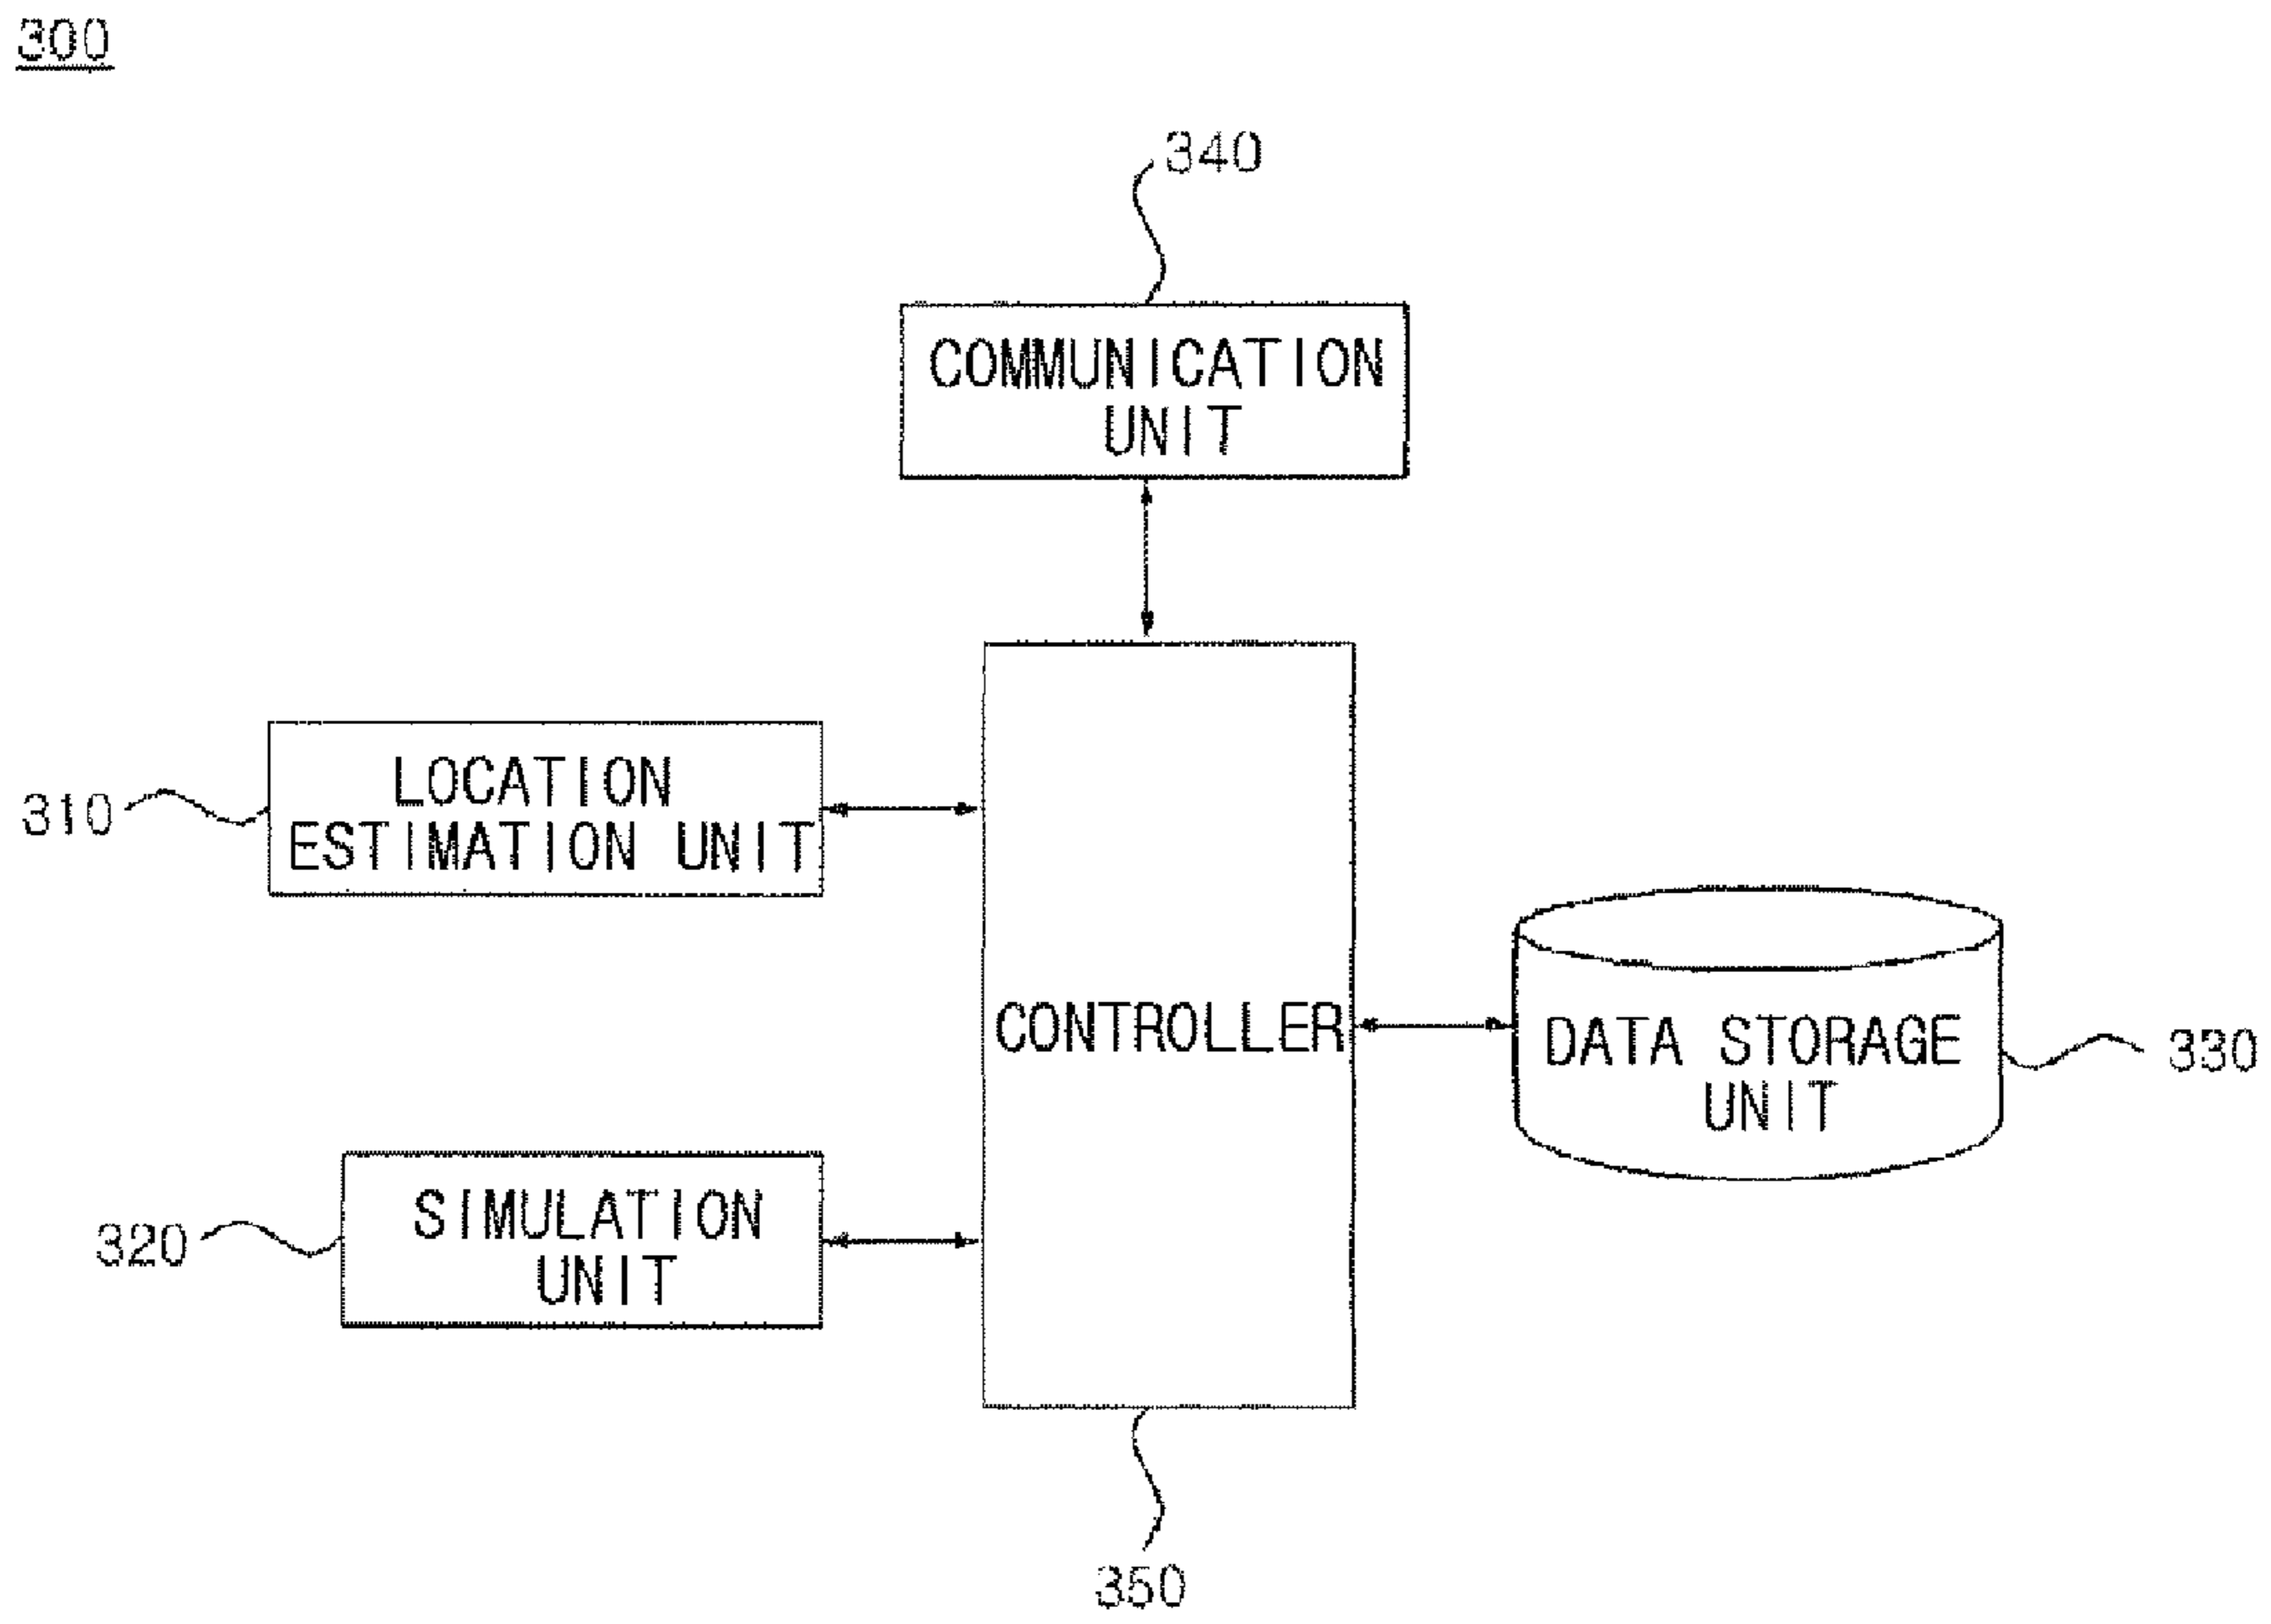 300
340
COMMUNICATION
UNIT
LOCATION
ESTIMATION UNIT
310
CONTROLLER
DATA STORAGE
UNIT
330
SIMULATION
UNIT
320
350